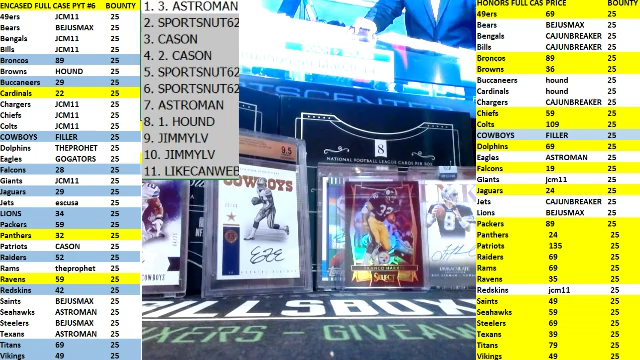 ENCASED FULL CASE PYT #6 BOUNTY
49ers JCM11 25
Bears BEJUSMAX 25
Bengals JCM11 25
Bills JCM11 25
Broncos 89 25
Browns HOUND 25
Buccaneers 29 25
Cardinals 22 25
Chargers JCM11 25
Chiefs JCM11 25
Colts JCM11 25
COWBOYS FILLER 25
Dolphins THEPROHET 25
Eagles GOGATORS 25
Falcons 28 25
Giants JCM11 25
Jaguars 29 25
Jets escusa 25
LIONS 34 25
Packers 59 25
Panthers 32 25
Patriots CASON 25
Raiders 52 25
Rams theprophet 25
Ravens 59 25
Redskins 42 25
Saints BEJUSMAX 25
Seahawks ASTROMAN 25
Steelers BEJUSMAX 25
Texans ASTROMAN 25
Titans 69 25
Vikings 49 25
1. 3. ASTROMAN
2. SPORTSNUT62
3. CASON
4. 2. CASON
5. SPORTSNUT62
6. SPORTSNUT62
7. ASTROMAN
8. 1. HOUND
9. JIMMYLV
10. JIMMYLV
11. LIKECANWEB
8
NATIONAL FOOTBALL LEAGUE CARDS PER BOX
9.5
COWBOYS
FRANCO HARRIS
SELECT
HONORS FULL CAS PRICE BOUNTY
49ers 69 25
Bears BEJUSMAX 25
Bengals CAJUNBREAKER 25
Bills CAJUNBREAKER 25
Broncos 89 25
Browns 36 25
Buccaneers hound 25
Cardinals hound 25
Chargers CAJUNBREAKER 25
Chiefs 59 25
Colts 109 25
COWBOYS FILLER 25
Dolphins 69 25
Eagles ASTROMAN 25
Falcons 19 25
Giants jcm11 25
Jaguars 24 25
Jets CAJUNBREAKER 25
Lions BEJUSMAX 25
Packers 89 25
Panthers 24 25
Patriots 135 25
Raiders 69 25
Rams 69 25
Ravens 35 25
Redskins jcm11 25
Saints 49 25
Seahawks 59 25
Steelers 69 25
Texans 39 25
Titans 79 25
Vikings 49 25